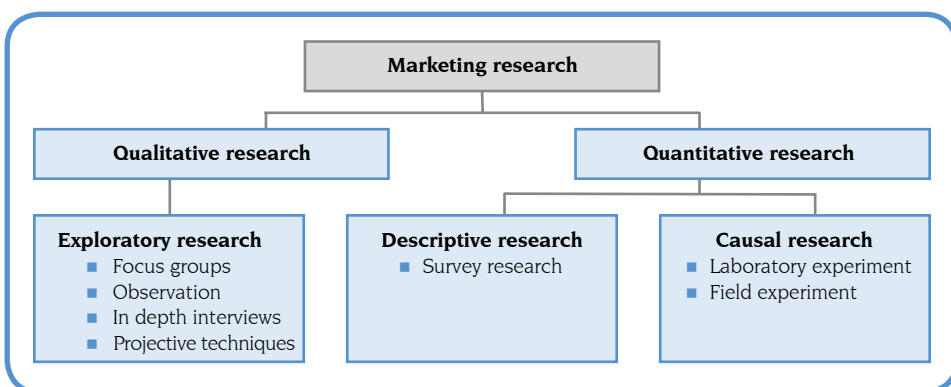 Marketing research
Qualitative research
Quantitative research
Exploratory research
Focus groups
Observation
In depth interviews
Projective techniques
Descriptive research
Survey research
Causal research
Laboratory experiment
Field experiment